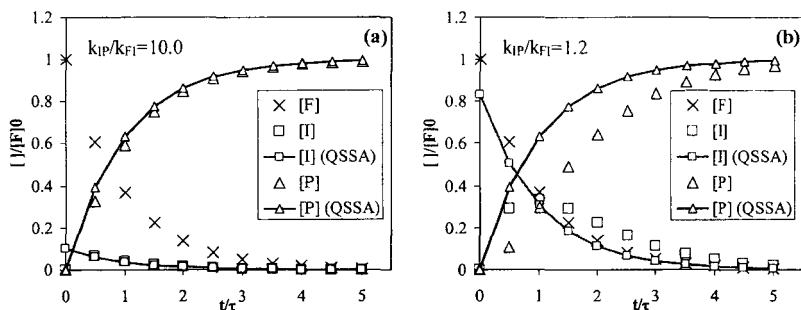 (a)
k_IP/k_FI=10.0
[ ]/[F]0
1.2
1
0.8
0.6
0.4
0.2
0
[F]
[I]
[I] (QSSA)
[P]
[P] (QSSA)
0 1 2 3 4 5
t/τ
(b)
k_IP/k_FI=1.2
[ ]/[F]0
1.2
1
0.8
0.6
0.4
0.2
0
[F]
[I]
[I] (QSSA)
[P]
[P] (QSSA)
0 1 2 3 4 5
t/τ